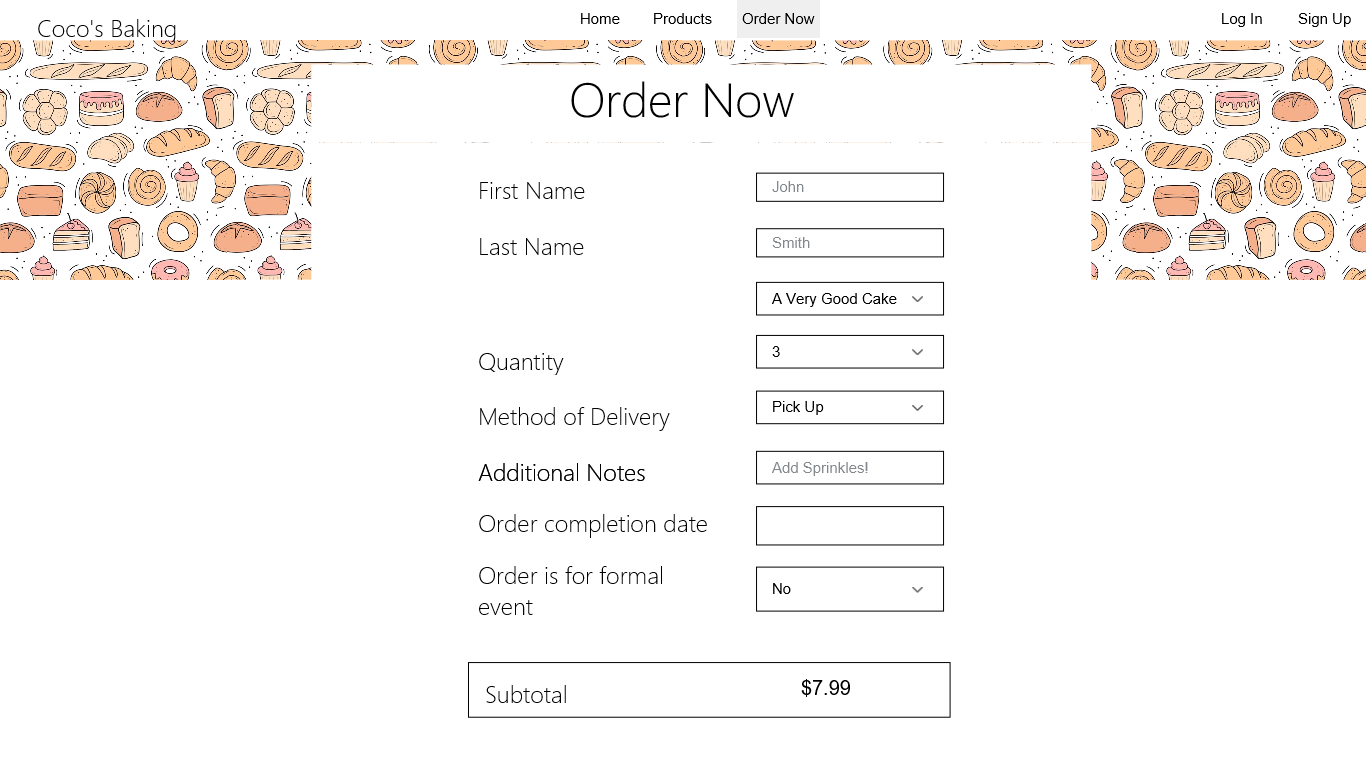 Coco's Baking
Home Products Order Now Log In Sign Up
Order Now
First Name John
Last Name Smith
A Very Good Cake
Quantity 3
Method of Delivery Pick Up
Additional Notes Add Sprinkles!
Order completion date
Order is for formal No
event
Subtotal $7.99